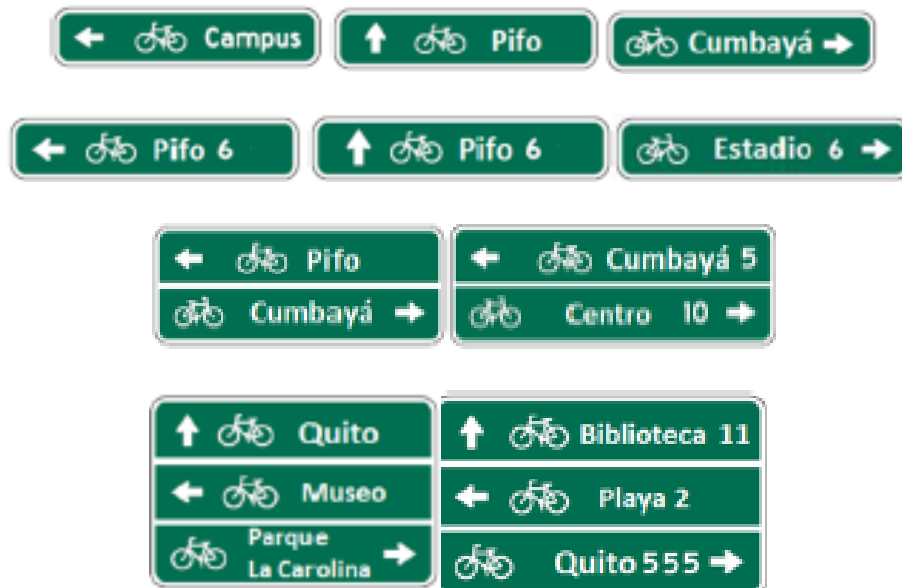 Campus
Pifo
Cumbayá
Pifo 6
Pifo 6
Estadio 6
Pifo
Cumbayá
Cumbayá 5
Centro 10
Quito
Museo
Parque
La Carolina
Biblioteca 11
Playa 2
Quito 555